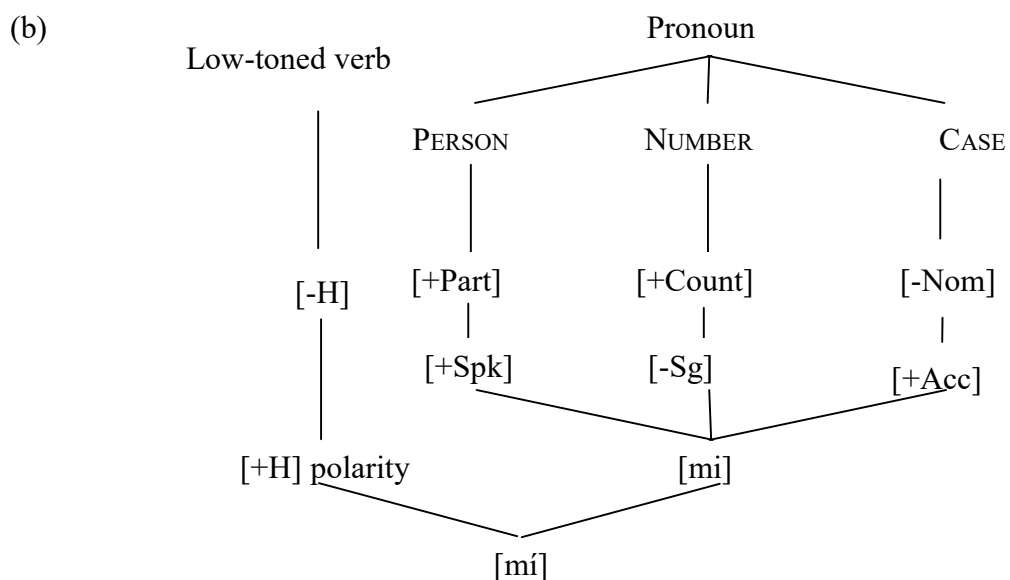 (b)
Pronoun
Low-toned verb
PERSON NUMBER CASE
[-H] [+Part] [+Count] [-Nom]
[+Spk] [-Sg] [+Acc]
[+H] polarity [mi]
[mí]